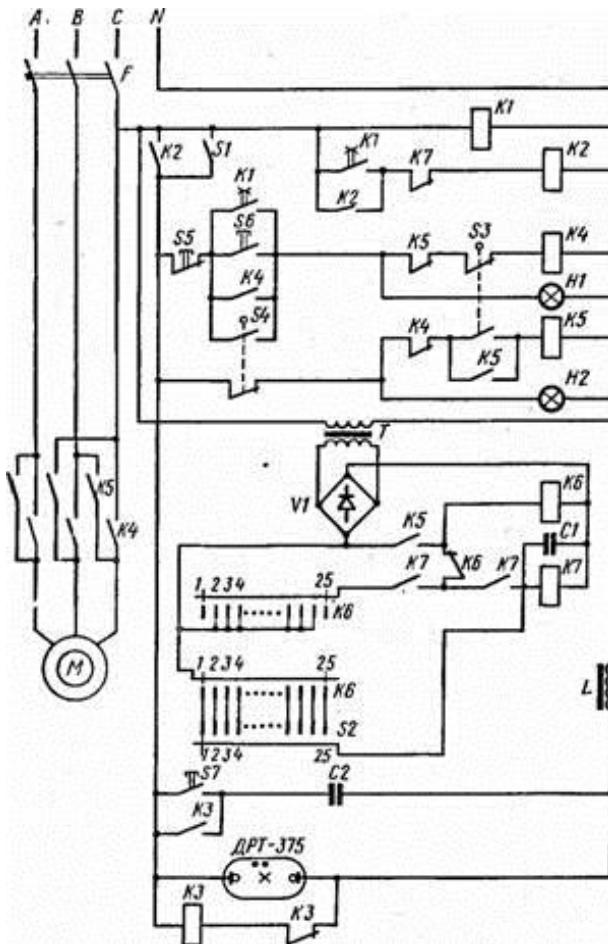 А. В С N
F
K1
K2 S1 K1 K7 K2
K1 K2
S6
S5 K5 S3 K4
K4 H1
S4 K4 K5
K5
H2
T
V1 K6
K5 K5 C1
K4 K7 K6 K7 K7
1 2 3 4 25
K6
M 1 2 3 4 25
K6 L
S2
1 2 3 4 25
S7 C2
K3
ДРТ-375
K3 K3